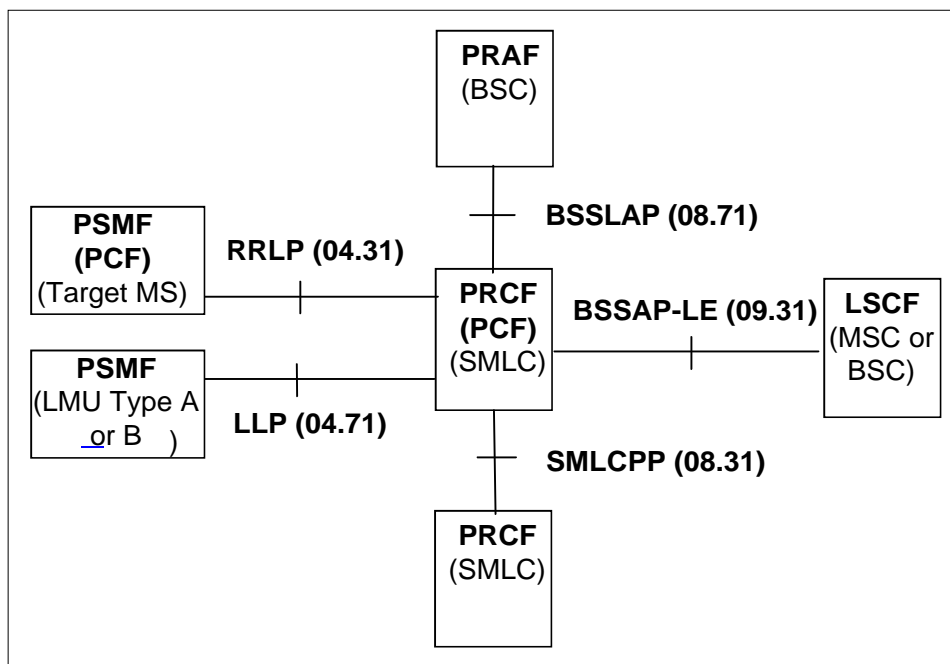 PRAF
(BSC)
BSSLAP (08.71)
PSMF
(PCF)
(Target MS)
RRLP (04.31)
PRCF
(PCF)
(SMLC)
BSSAP-LE (09.31)
LSCF
(MSC or
BSC)
PSMF
(LMU Type A
or B )
LLP (04.71)
SMLCPP (08.31)
PRCF
(SMLC)